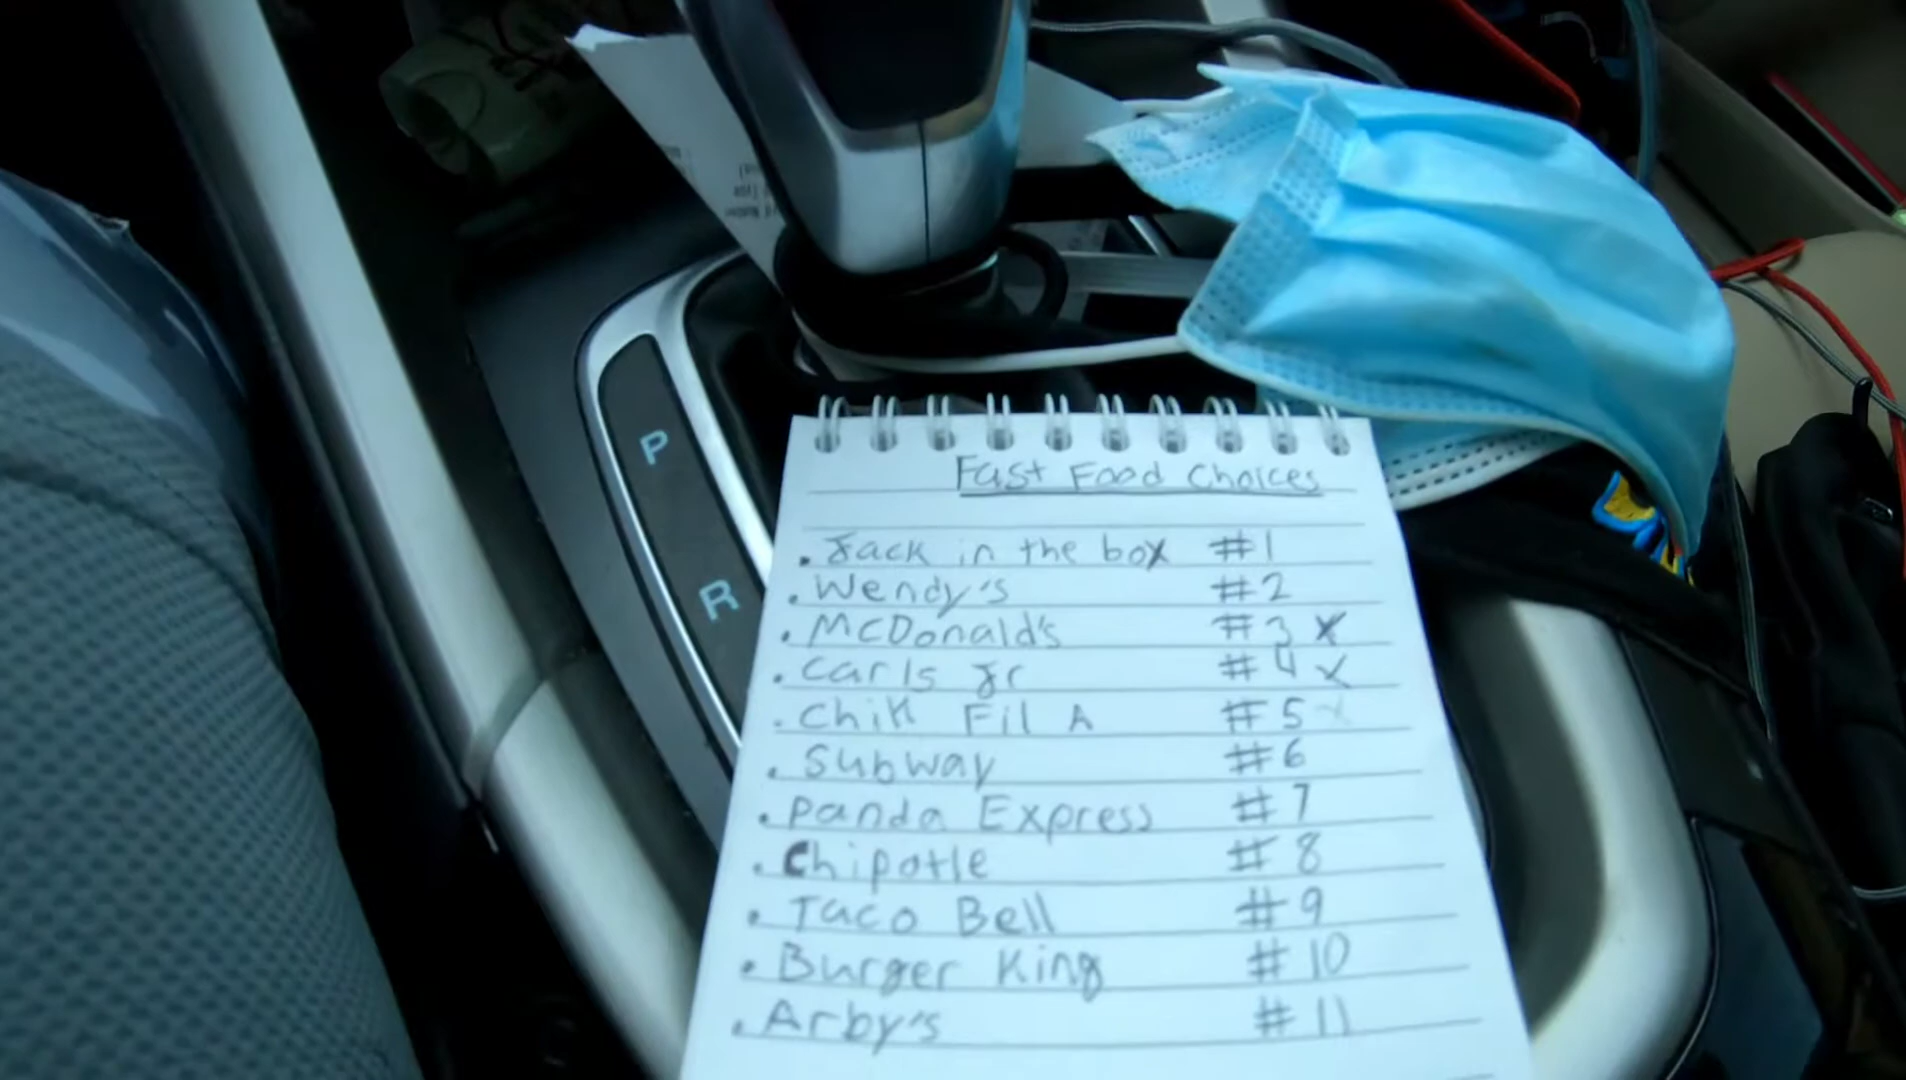 Fast Food Choices
. Jack in the box #1
. Wendy's #2
. McDonald's #3 x
. Carls Jr #4 x
. Chik Fil A #5 x
. Subway #6
. Panda Express #7
. Chipotle #8
. Taco Bell #9
. Burger King #10
. Arby's #11
P
R